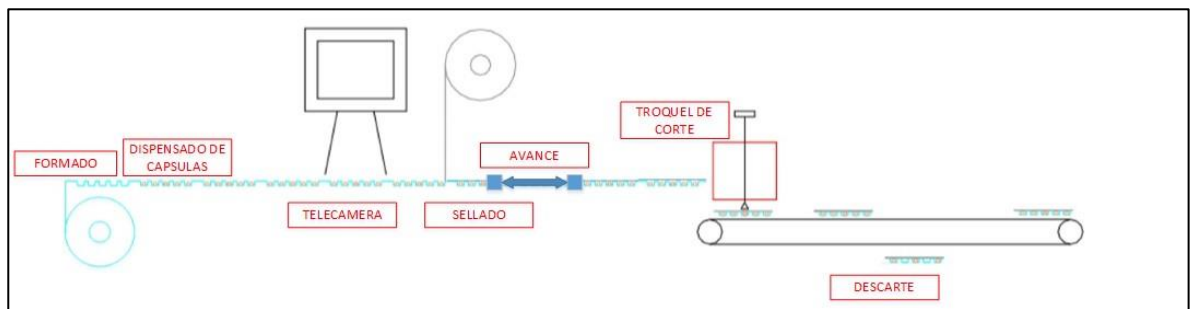 TROQUEL DE
CORTE
DISPENSADO DE
CAPSULAS
FORMADO
AVANCE
TELECAMERA
SELLADO
DESCARTE